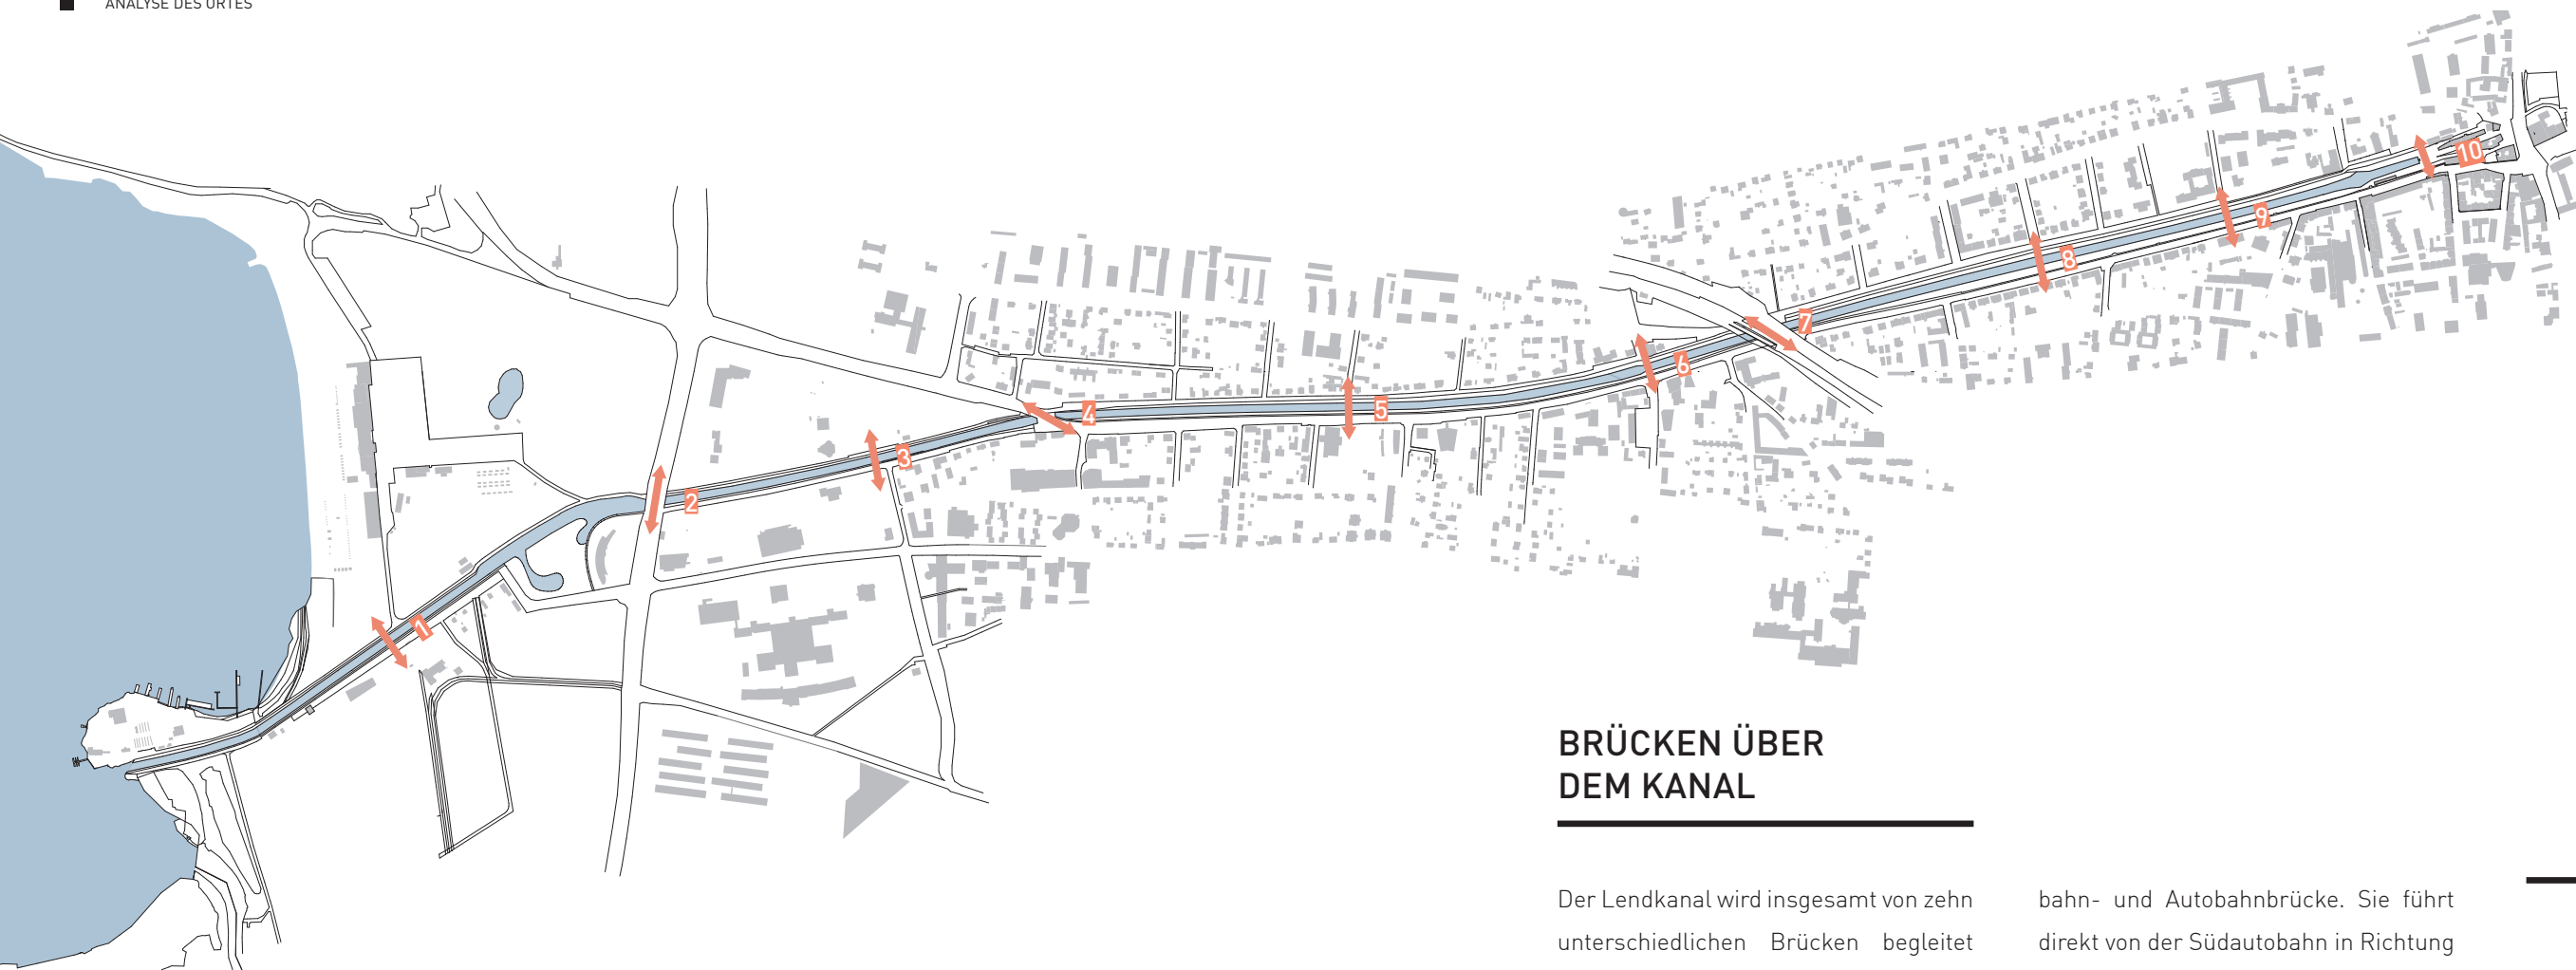 ANALYSE DES ORTES
1
2
3
4
5
6
7
8
9
10
BRÜCKEN ÜBER
DEM KANAL
Der Lendkanal wird insgesamt von zehn
unterschiedlichen Brücken begleitet
bahn- und Autobahnbrücke. Sie führt
direkt von der Südautobahn in Richtung